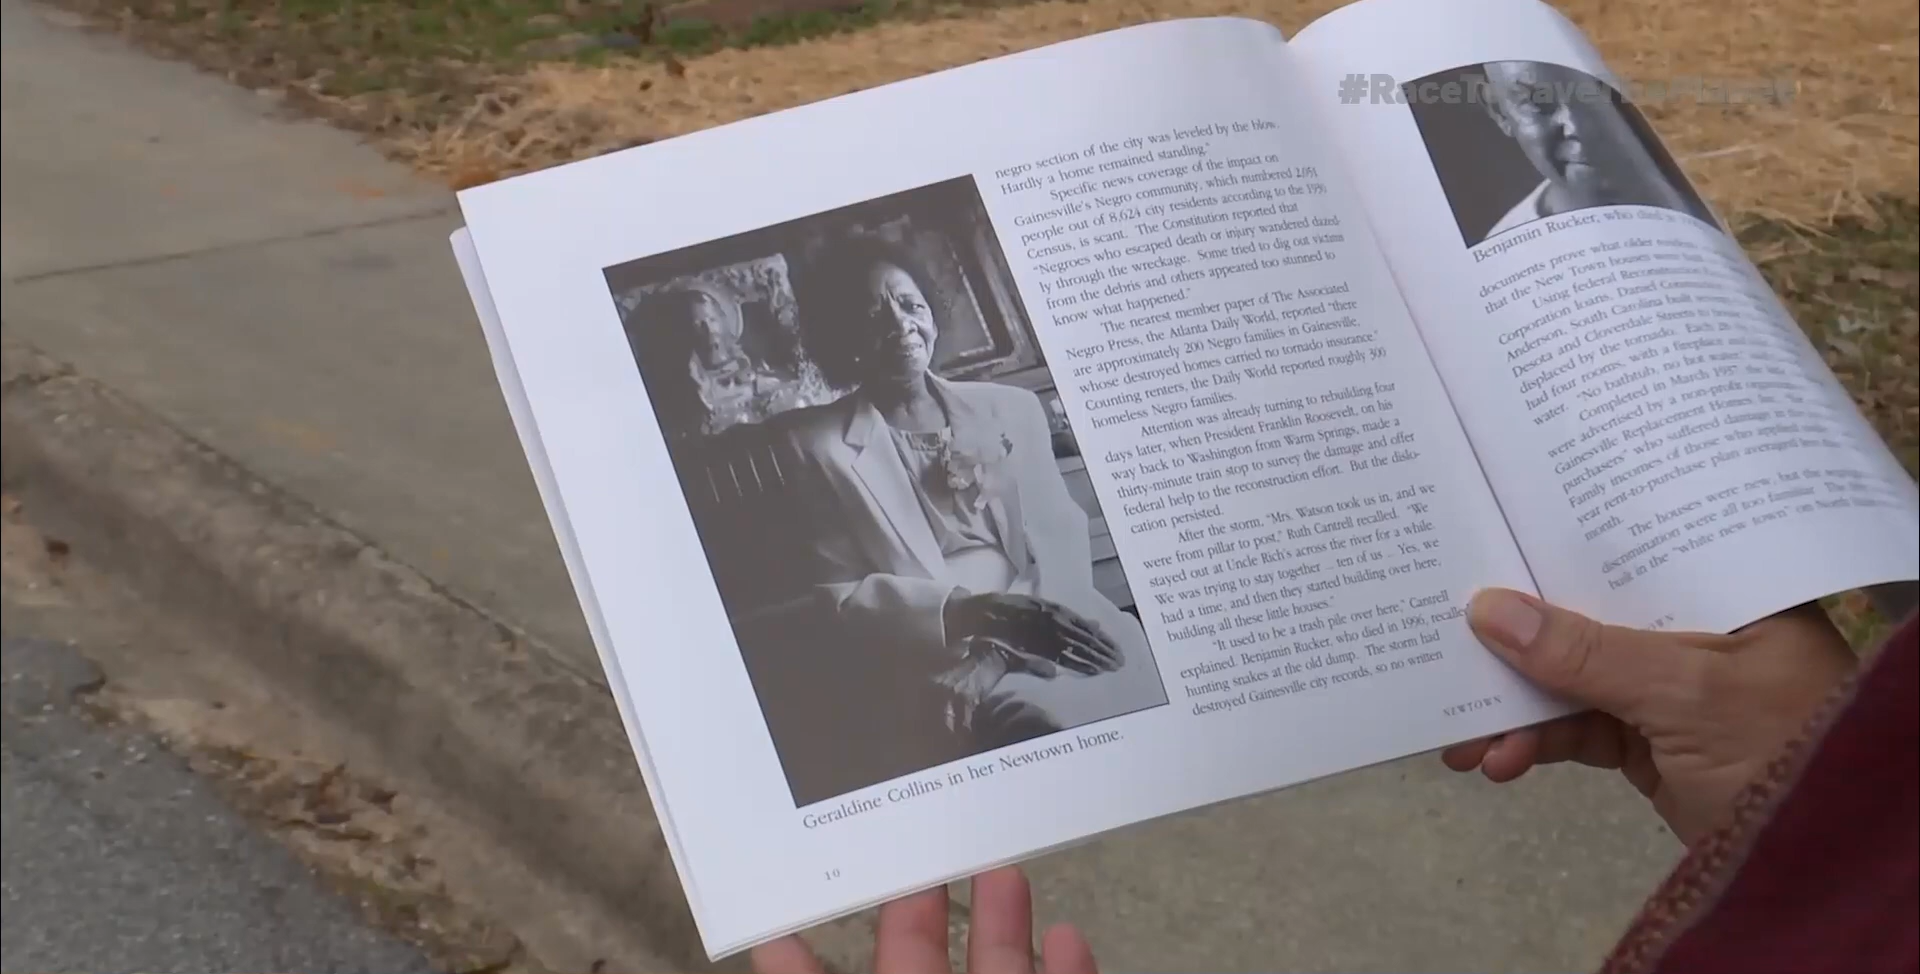 #RaceToSaveThePlanet
negro section of the city was leveled by the blow.
Hardly a home remained standing."
Specific news coverage of the impact on
Gainesville's Negro community, which numbered 2,051
people out of 8,624 city residents according to the 1930
Census, is scant. The Constitution reported that
"Negroes who escaped death or injury wandered dazed-
ly through the wreckage. Some tried to dig out victims
from the debris and others appeared too stunned to
know what happened."
The nearest member paper of The Associated
Negro Press, the Atlanta Daily World, reported "there
are approximately 200 Negro families in Gainesville,
whose destroyed homes carried no tornado insurance."
Counting renters, the Daily World reported roughly 300
homeless Negro families.
Attention was already turning to rebuilding four
days later, when President Franklin Roosevelt, on his
way back to Washington from Warm Springs, made a
thirty-minute train stop to survey the damage and offer
federal help to the reconstruction effort. But the dislo-
cation persisted.
After the storm, "Mrs. Watson took us in, and we
were from pillar to post," Ruth Cantrell recalled. "We
stayed out at Uncle Rich's across the river for a while.
We was trying to stay together ... ten of us ... Yes, we
had a time, and then they started building over here,
building all these little houses."
"It used to be a trash pile over here," Cantrell
explained. Benjamin Rucker, who died in 1996, recalled
hunting snakes at the old dump. The storm had
destroyed Gainesville city records, so no written
NEWTOWN
Geraldine Collins in her Newtown home.
10
Benjamin Rucker, who died in
documents prove what older residents
that the New Town houses were built
Using federal Reconstruction
Corporation loans, Daniel Construction
Anderson, South Carolina built
Desota and Cloverdale Streets to house
displaced by the tornado. Each
had four rooms, with a fireplace and
water. "No bathtub, no hot water,"
Completed in March 1937, the
were advertised by a non-profit
Gainesville Replacement Homes, Inc. "for
purchasers" who suffered damage in the
Family incomes of those who applied under
year rent-to-purchase plan averaged less than
month.
The houses were new, but the
discrimination were all too familiar. The
built in the "white new town" on North